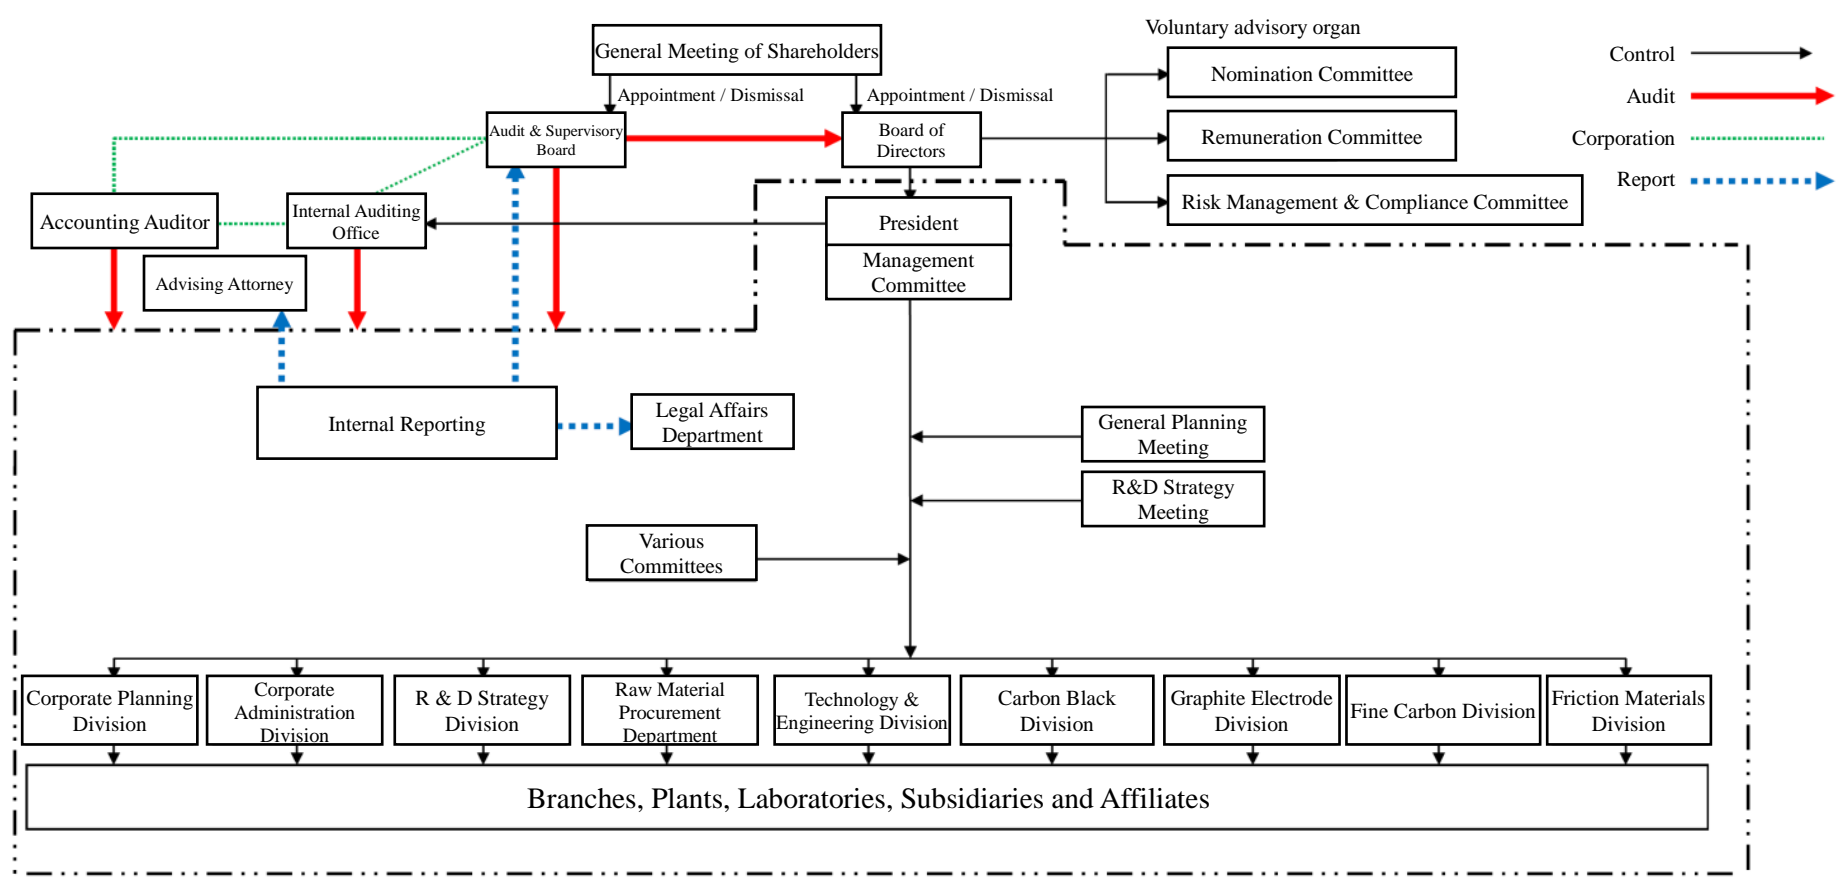 Voluntary advisory organ
General Meeting of Shareholders
Control
Nomination Committee
Appointment / Dismissal
Appointment / Dismissal
Audit
Audit & Supervisory
Board
Board of
Directors
Remuneration Committee
Corporation
Report
Accounting Auditor
Internal Auditing
Office
President
Risk Management & Compliance Committee
Management
Committee
Advising Attorney
Internal Reporting
Legal Affairs
Department
General Planning
Meeting
R&D Strategy
Meeting
Various
Committees
Corporate Planning
Division
Corporate
Administration
Division
R & D Strategy
Division
Raw Material
Procurement
Department
Technology &
Engineering Division
Carbon Black
Division
Graphite Electrode
Division
Fine Carbon Division
Friction Materials
Division
Branches, Plants, Laboratories, Subsidiaries and Affiliates